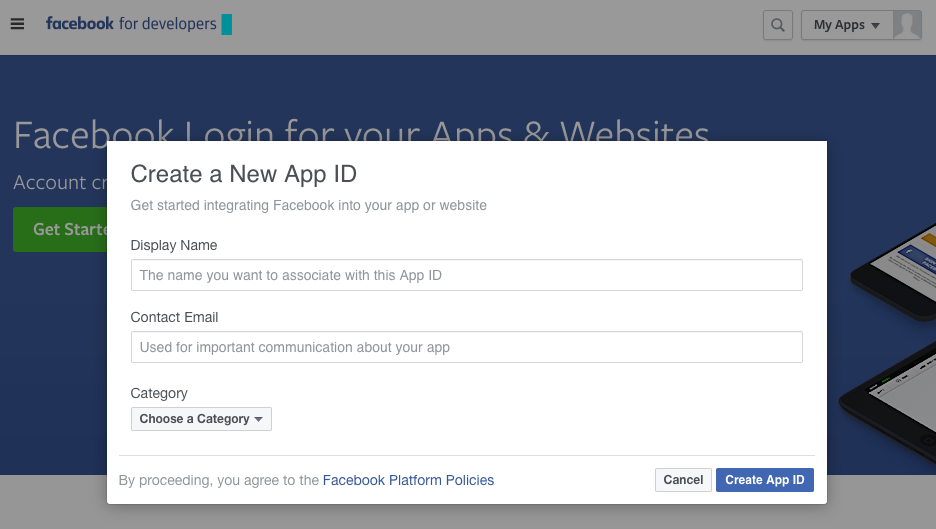 facebook for developers
My Apps
Facebook Login for your Apps & Websites
Account cr
Get Starte
Create a New App ID
Get started integrating Facebook into your app or website
Display Name
The name you want to associate with this App ID
Contact Email
Used for important communication about your app
Category
Choose a Category
By proceeding, you agree to the Facebook Platform Policies
Cancel
Create App ID